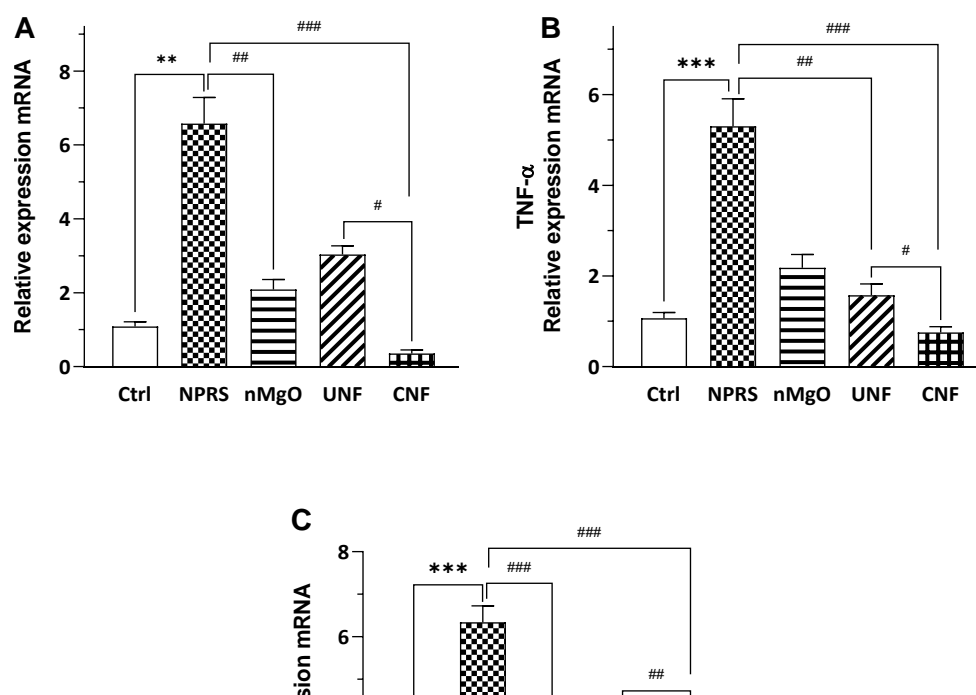 A
Relative expression mRNA
8
6
4
2
0
**
##
###
#
Ctrl NPRS nMgO UNF CNF
B
TNF-α
Relative expression mRNA
6
4
2
0
***
##
###
#
Ctrl NPRS nMgO UNF CNF
C
8
6
***
###
###
##
sion mRNA